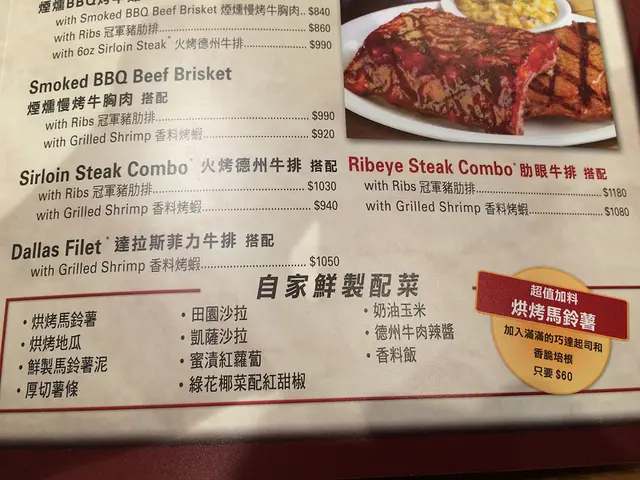 煙燻BBQ烤牛
with Smoked BBQ Beef Brisket 煙燻慢烤牛胸肉..$840
with Ribs 冠軍豬肋排 $860
with 6oz Sirloin Steak* 火烤德州牛排 $990
Smoked BBQ Beef Brisket
煙燻慢烤牛胸肉 搭配
with Ribs 冠軍豬肋排 $990
with Grilled Shrimp 香料烤蝦 $920
Sirloin Steak Combo* 火烤德州牛排 搭配
with Ribs 冠軍豬肋排 $1030
with Grilled Shrimp 香料烤蝦 $940
Ribeye Steak Combo* 肋眼牛排 搭配
with Ribs 冠軍豬肋排 $1180
with Grilled Shrimp 香料烤蝦 $1080
Dallas Filet* 達拉斯菲力牛排 搭配
with Grilled Shrimp 香料烤蝦 $1050
自家鮮製配菜
・烘烤馬鈴薯
・烘烤地瓜
・鮮製馬鈴薯泥
・厚切薯條
・田園沙拉
・凱薩沙拉
・蜜漬紅蘿蔔
・綠花椰菜配紅甜椒
・奶油玉米
・德州牛肉辣醬
・香料飯
超值加料
烘烤馬鈴薯
加入滿滿的巧達起司和
香脆培根
只要 $60